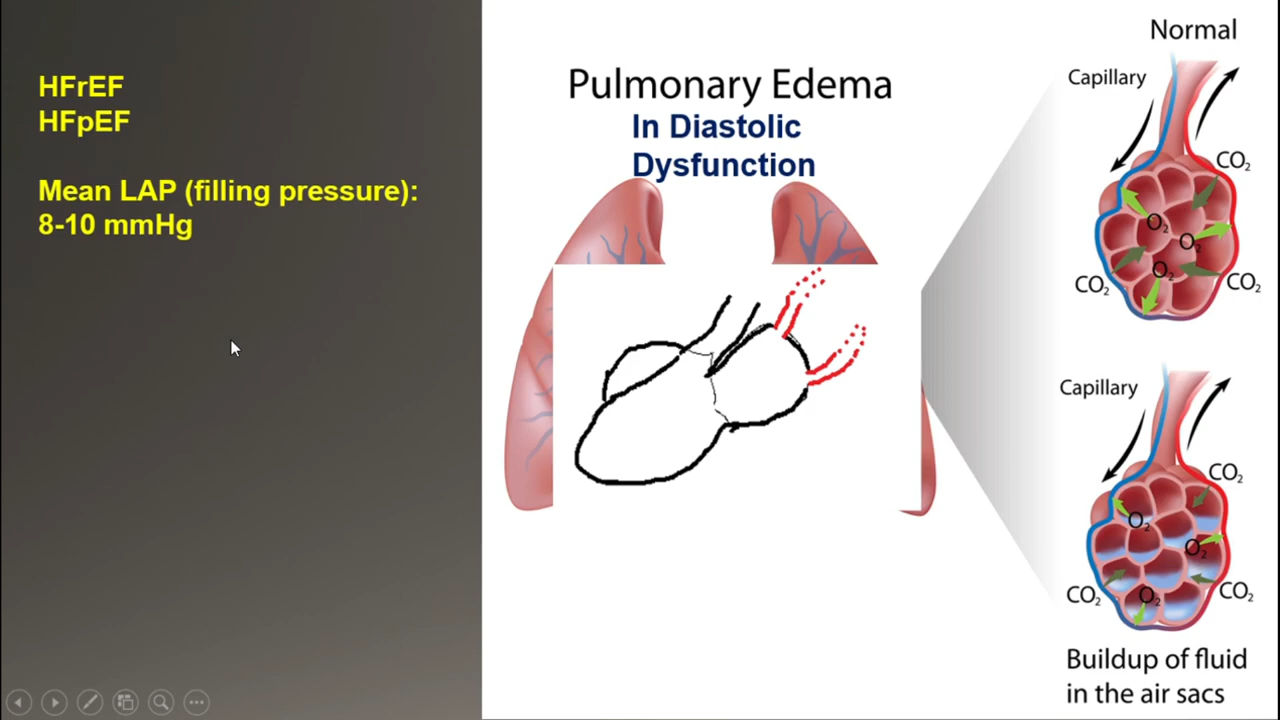 HFrEF
HFpEF
Mean LAP (filling pressure):
8-10 mmHg
Pulmonary Edema
In Diastolic
Dysfunction
Normal
Capillary
CO₂
O₂
O₂
O₂
CO₂
CO₂
Capillary
CO₂
O₂
O₂
O₂
CO₂
CO₂
Buildup of fluid
in the air sacs